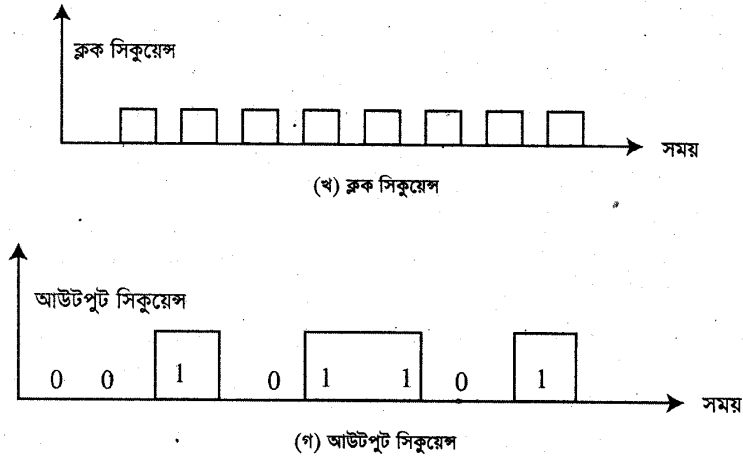 ক্লক সিকুয়েন্স
সময়
(খ) ক্লক সিকুয়েন্স
আউটপুট সিকুয়েন্স
0 0 1 0 1 1 0 1
সময়
(গ) আউটপুট সিকুয়েন্স